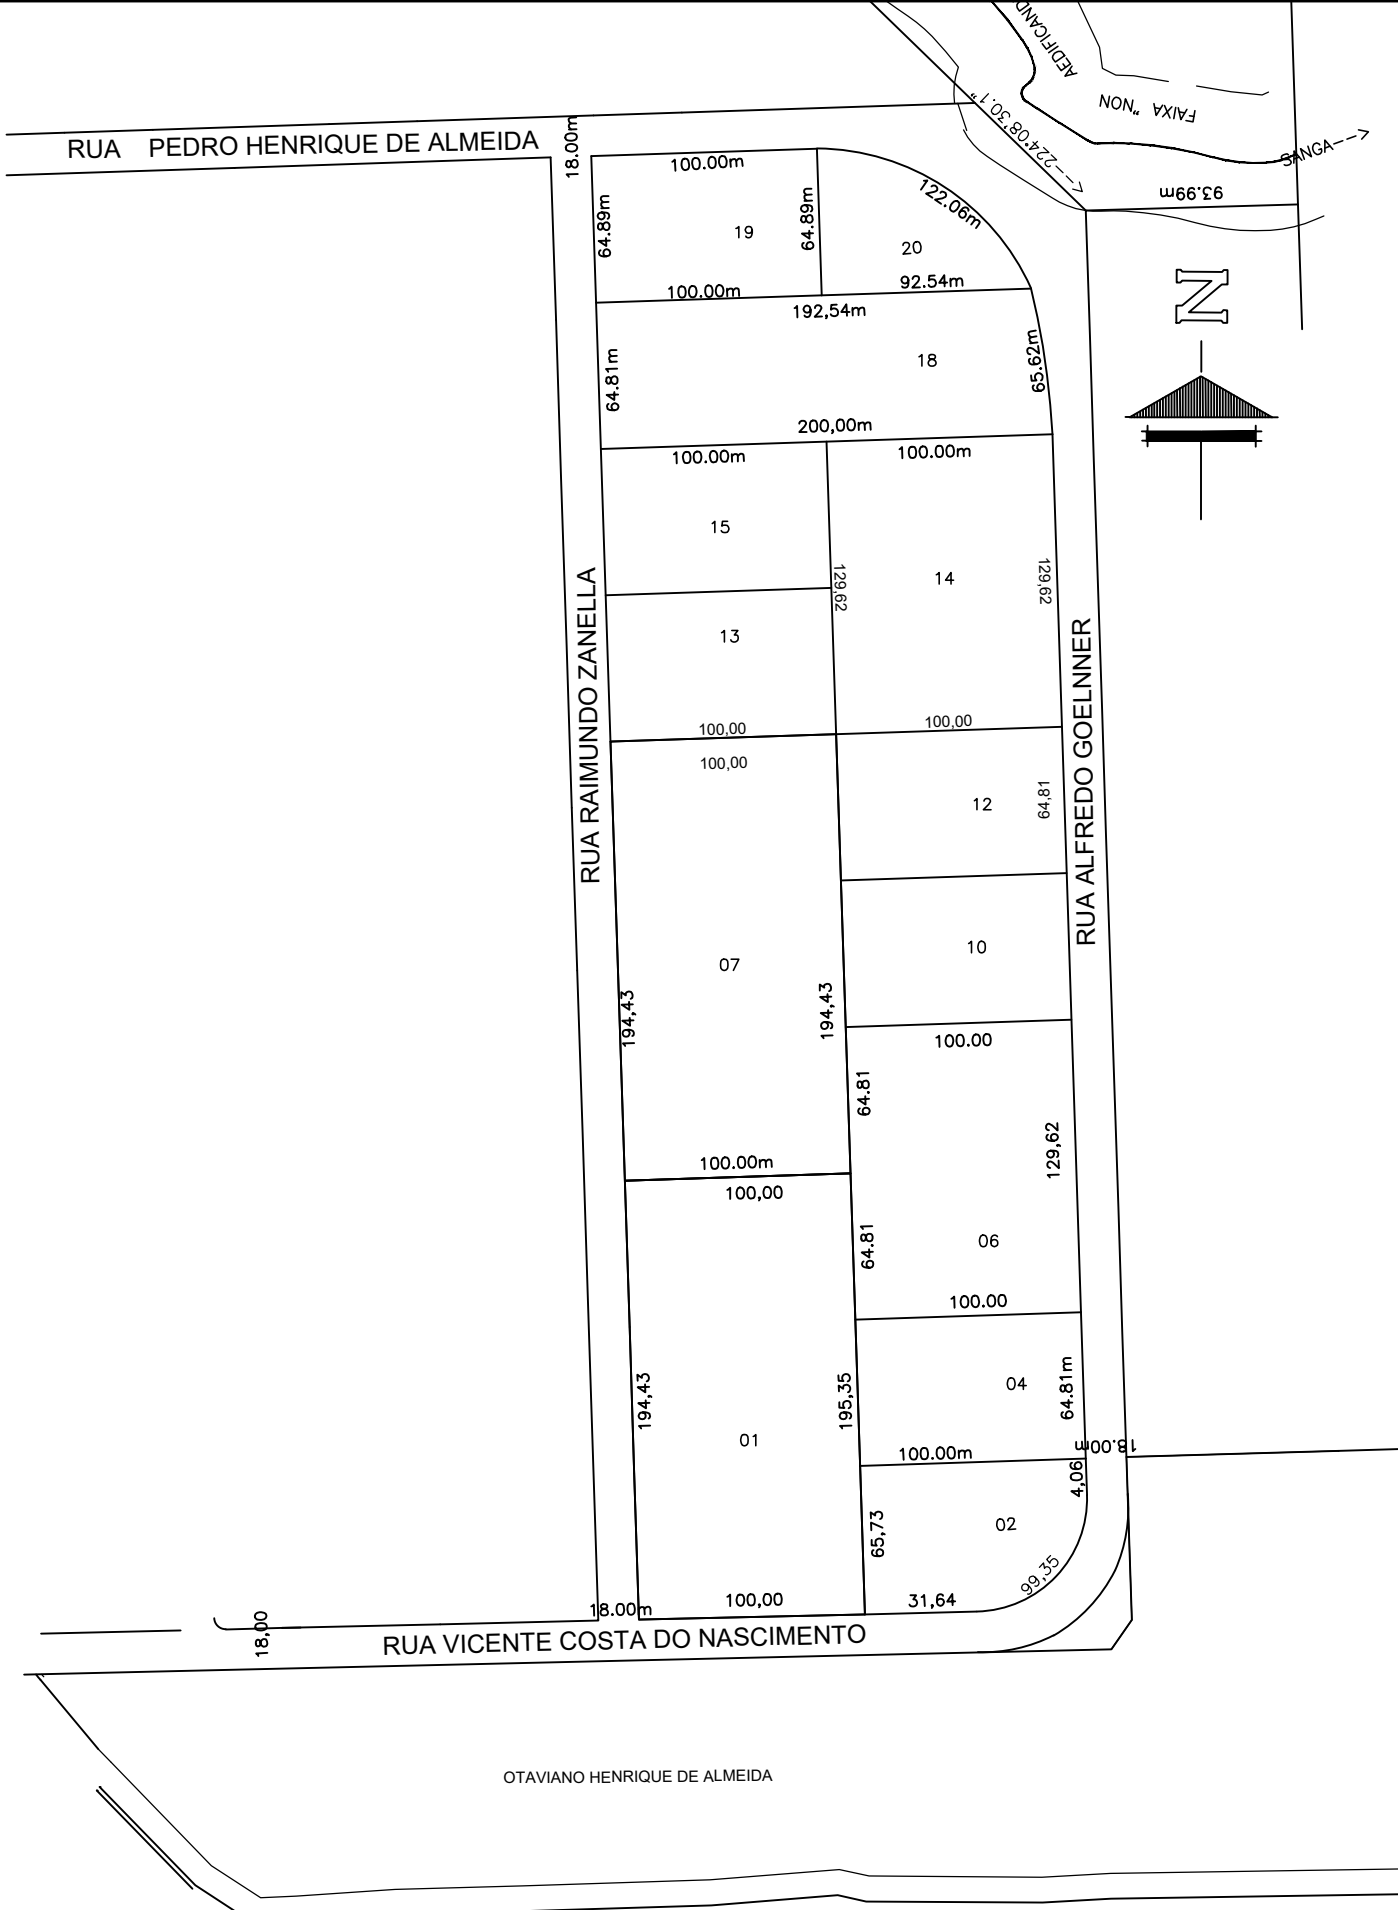 AEDIFICAND
FAIXA "NON
<---224°08'30.1"
SANGA--->
93.99m
RUA PEDRO HENRIQUE DE ALMEIDA
18.00m
100.00m
122.06m
64.89m
64.89m
19
20
100.00m
92.54m
192,54m
N
64.81m
18
65.62m
200,00m
100.00m
100.00m
15
129,62
14
129,62
13
RUA RAIMUNDO ZANELLA
RUA ALFREDO GOELNNER
100,00
100,00
100,00
12
64,81
10
07
194,43
194,43
100.00
64.81
129,62
100.00m
100,00
64.81
06
100.00
194,43
195,35
04
64.81m
01
100.00m
18.00m
4,06
65,73
02
99,35
100,00
31,64
18.00m
18,00
RUA VICENTE COSTA DO NASCIMENTO
OTAVIANO HENRIQUE DE ALMEIDA